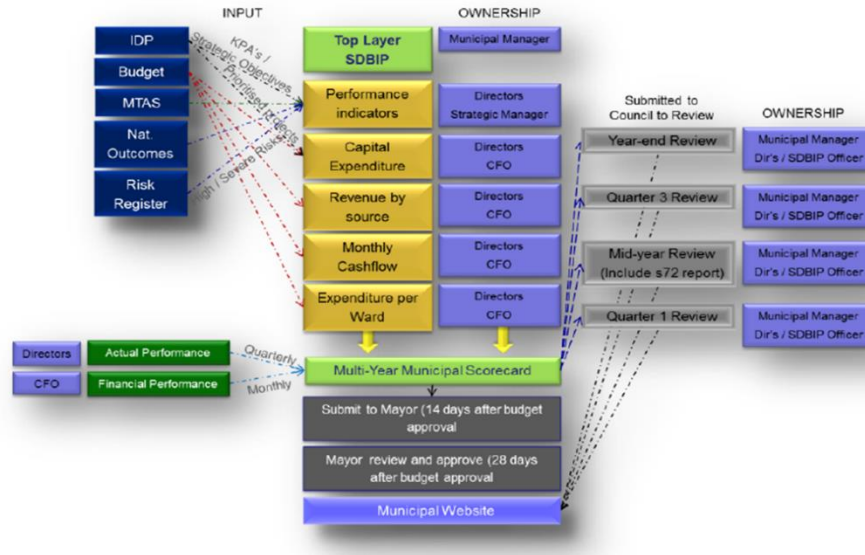 INPUT
OWNERSHIP
IDP
Budget
MTAS
Nat.
Outcomes
Risk
Register
KPA's /
Strategic Objectives
Prioritised projects
High / Severe Risks
Top Layer
SDBIP
Municipal Manager
Performance
indicators
Directors
Strategic Manager
Capital
Expenditure
Directors
CFO
Revenue by
source
Directors
CFO
Monthly
Cashflow
Directors
CFO
Expenditure per
Ward
Directors
CFO
Submitted to
Council to Review
OWNERSHIP
Year-end Review
Municipal Manager
Dir's / SDBIP Officer
Quarter 3 Review
Municipal Manager
Dir's / SDBIP Officer
Mid-year Review
(Include s72 report)
Municipal Manager
Dir's / SDBIP Officer
Quarter 1 Review
Municipal Manager
Dir's / SDBIP Officer
Directors
Actual Performance
Quarterly
CFO
Financial Performance
Monthly
Multi-Year Municipal Scorecard
Submit to Mayor (14 days after budget
approval
Mayor review and approve (28 days
after budget approval
Municipal Website